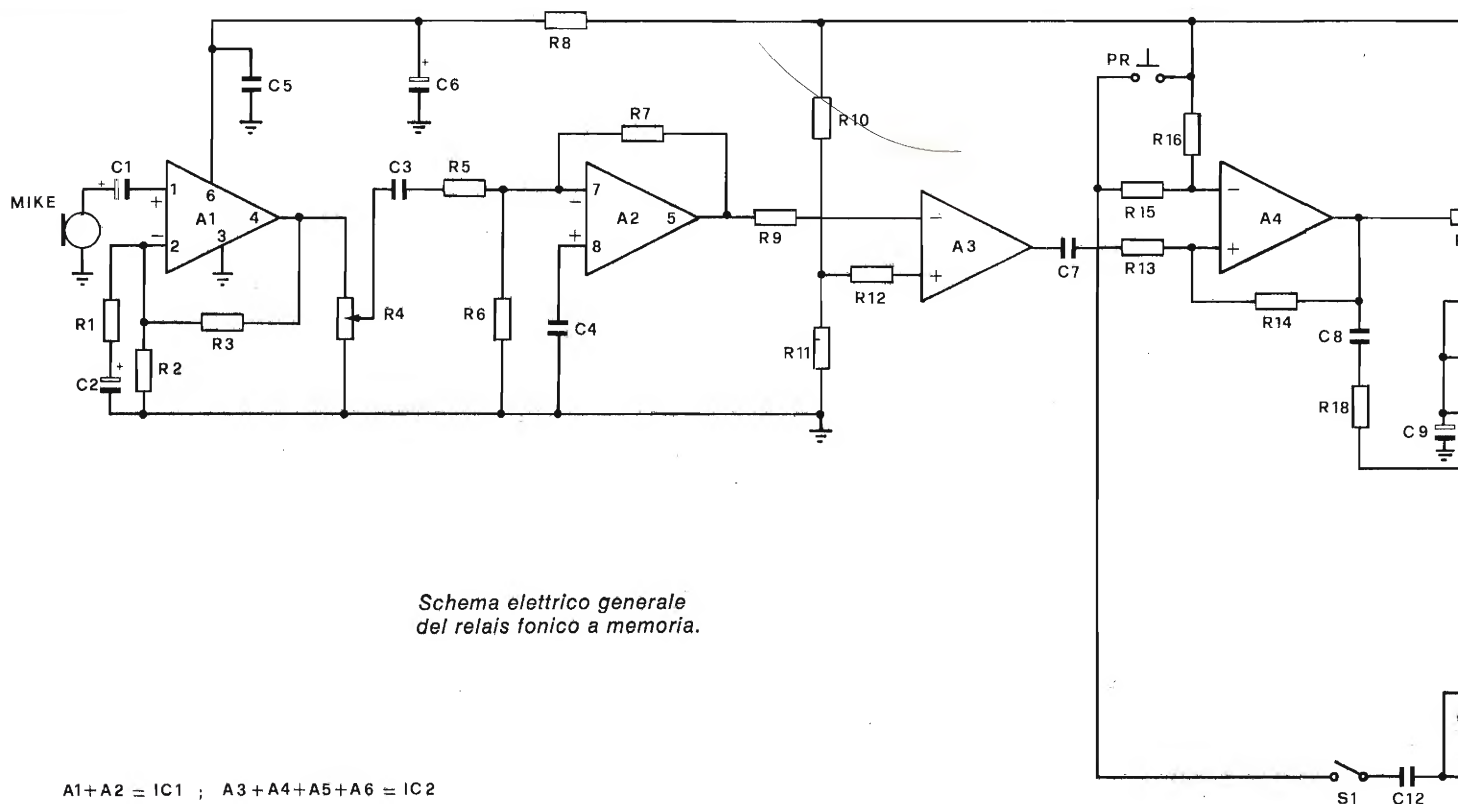 R8
PR
C5
C6
R10
R7
R16
C1
C3
R5
MIKE
1
6
+
A1
4
3
−
2
7
−
A2
5
+
8
R15
−
A4
+
R9
−
A3
+
R12
C7
R13
R1
R3
R4
R6
C4
R14
C2
R2
R11
C8
R18
C9
Schema elettrico generale
del relais fonico a memoria.
A1+A2 = IC1 ; A3+A4+A5+A6 = IC2
S1
C12